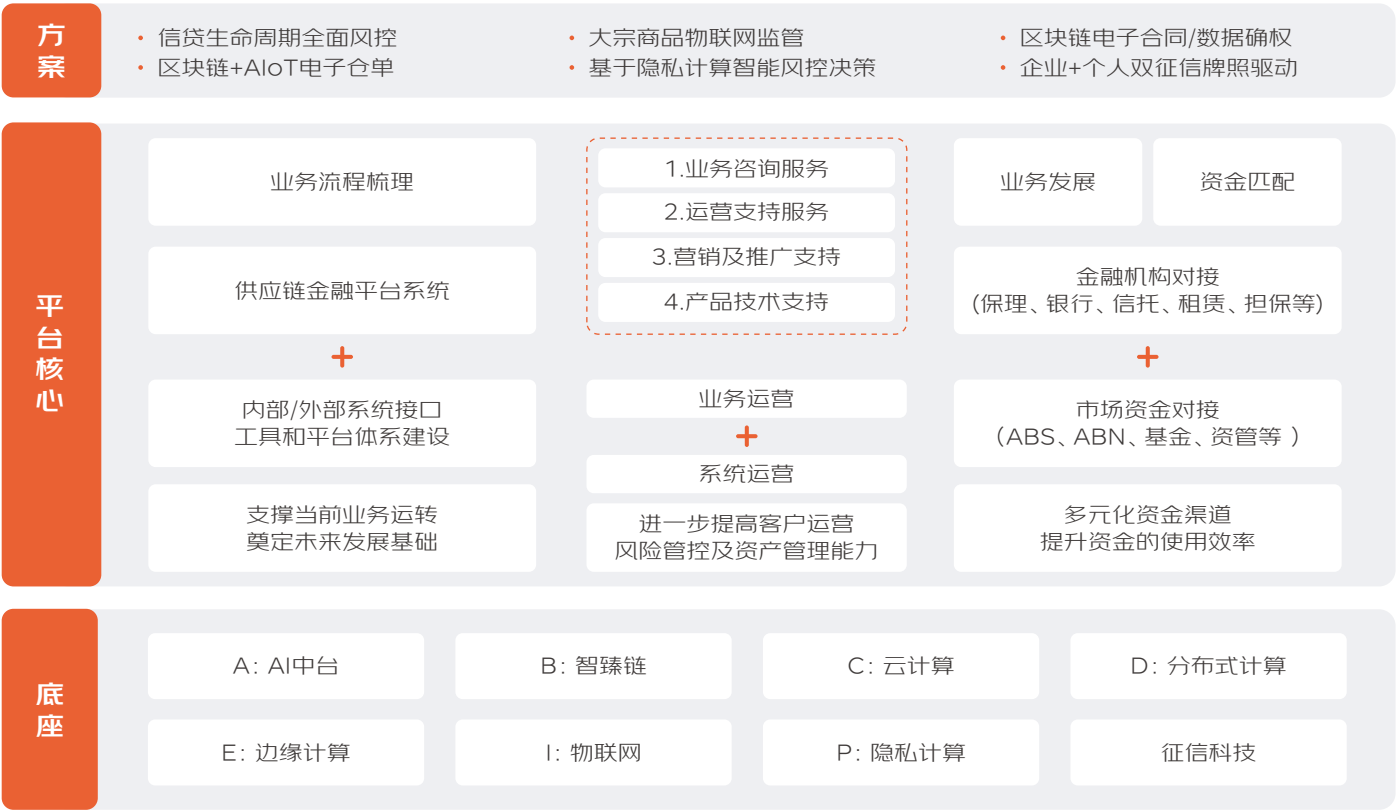 方案
• 信贷生命周期全面风控
• 区块链+AIoT电子仓单
• 大宗商品物联网监管
• 基于隐私计算智能风控决策
• 区块链电子合同/数据确权
• 企业+个人双征信牌照驱动
平台核心
业务流程梳理
供应链金融平台系统
+
内部/外部系统接口
工具和平台体系建设
支撑当前业务运转
奠定未来发展基础
1.业务咨询服务
2.运营支持服务
3.营销及推广支持
4.产品技术支持
业务运营
+
系统运营
进一步提高客户运营
风险管控及资产管理能力
业务发展
资金匹配
金融机构对接
(保理、银行、信托、租赁、担保等)
+
市场资金对接
（ABS、ABN、基金、资管等 ）
多元化资金渠道
提升资金的使用效率
底座
A: AI中台
B: 智臻链
C: 云计算
D: 分布式计算
E: 边缘计算
I: 物联网
P: 隐私计算
征信科技